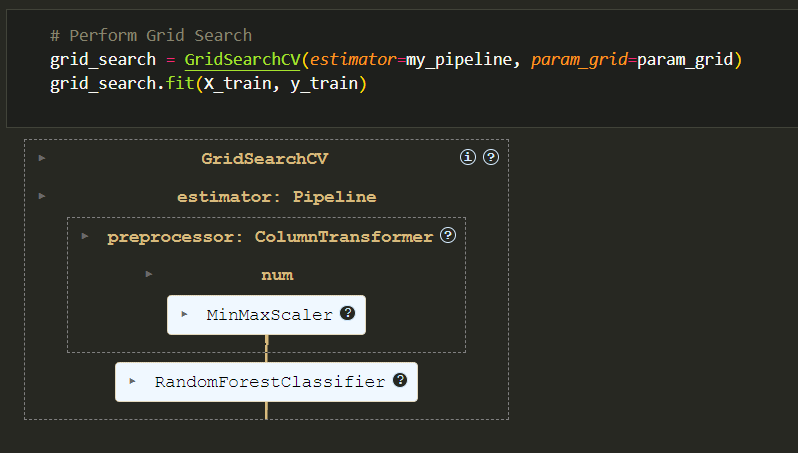 # Perform Grid Search
grid_search = GridSearchCV(estimator=my_pipeline, param_grid=param_grid)
grid_search.fit(X_train, y_train)
GridSearchCV
estimator: Pipeline
preprocessor: ColumnTransformer
num
MinMaxScaler
RandomForestClassifier